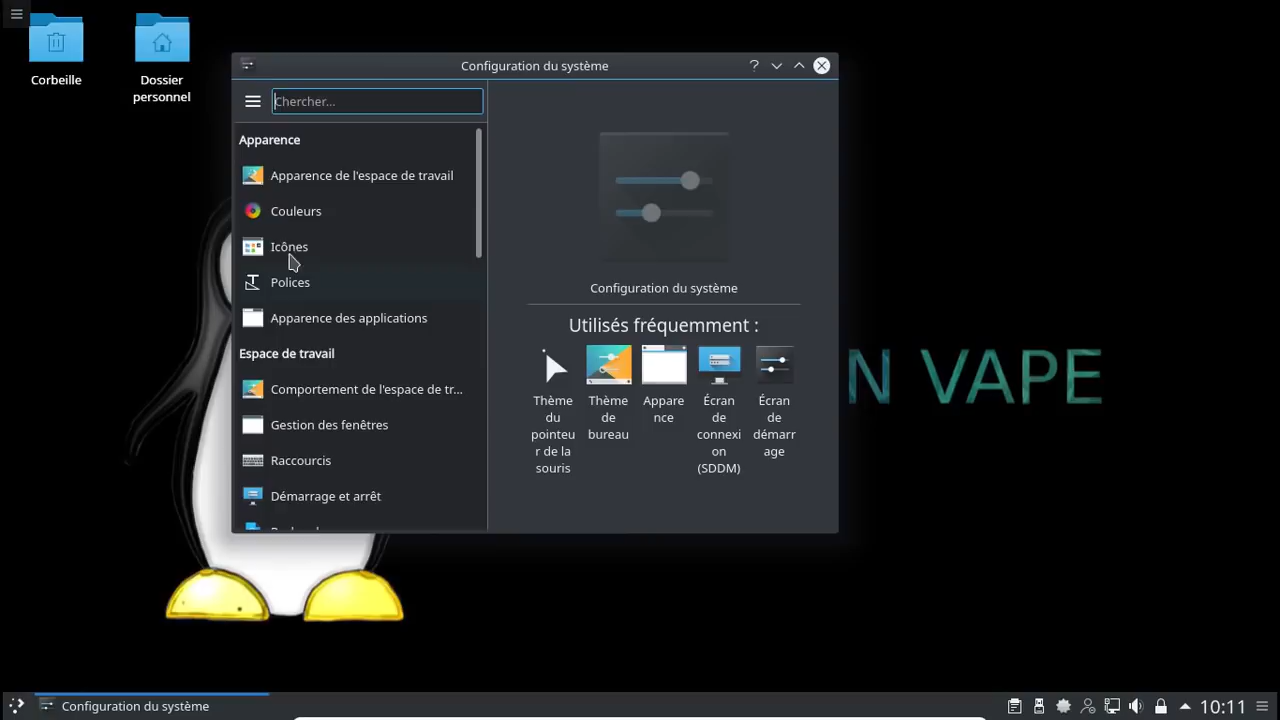 Corbeille
Dossier
personnel
Configuration du système
?
Chercher...
Apparence
Apparence de l'espace de travail
Couleurs
Icônes
Polices
Apparence des applications
Espace de travail
Comportement de l'espace de tr...
Gestion des fenêtres
Raccourcis
Démarrage et arrêt
Configuration du système
Utilisés fréquemment :
Thème
du
pointeu
r de la
souris
Thème
de
bureau
Appare
nce
Écran
de
connexi
on
(SDDM)
Écran
de
démarr
age
N VAPE
Configuration du système
10:11